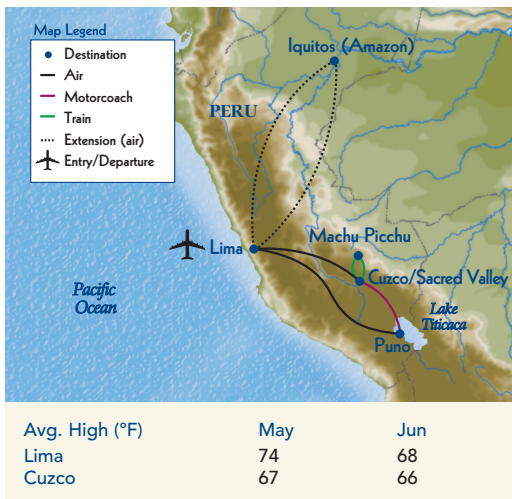 Map Legend
Destination
Air
Motorcoach
Train
Extension (air)
Entry/Departure
Iquitos (Amazon)
PERU
Lima
Machu Picchu
Cuzco/Sacred Valley
Pacific
Ocean
Lake
Titicaca
Puno
Avg. High (°F) May Jun
Lima 74 68
Cuzco 67 66